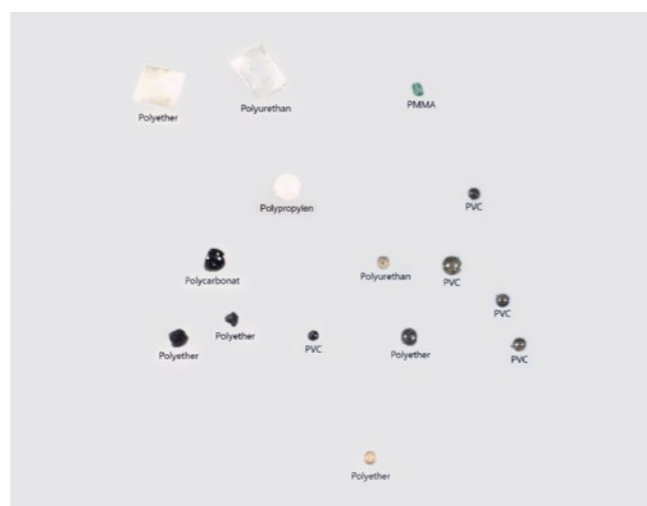 Polyether
Polyurethan
PMMA
Polypropylen
PVC
Polycarbonat
Polyurethan
PVC
PVC
Polyether
Polyether
PVC
Polyether
PVC
Polyether